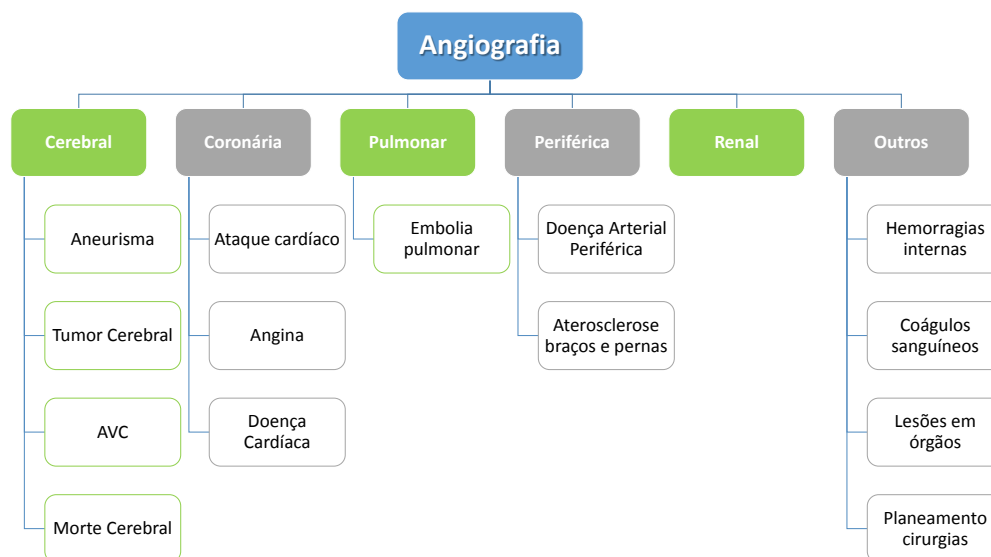 Angiografia
Cerebral
Coronária
Pulmonar
Periférica
Renal
Outros
Aneurisma
Tumor Cerebral
AVC
Morte Cerebral
Ataque cardíaco
Angina
Doença
Cardíaca
Embolia
pulmonar
Doença Arterial
Periférica
Aterosclerose
braços e pernas
Hemorragias
internas
Coágulos
sanguíneos
Lesões em
órgãos
Planeamento
cirurgias